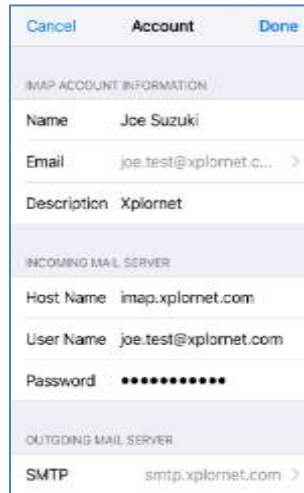 Cancel Account Done
IMAP ACCOUNT INFORMATION
Name Joe Suzuki
Email joe.test@xplornet.c... >
Description Xplornet
INCOMING MAIL SERVER
Host Name imap.xplornet.com
User Name joe.test@xplornet.com
Password ●●●●●●●●●●●
OUTGOING MAIL SERVER
SMTP smtp.xplornet.com >